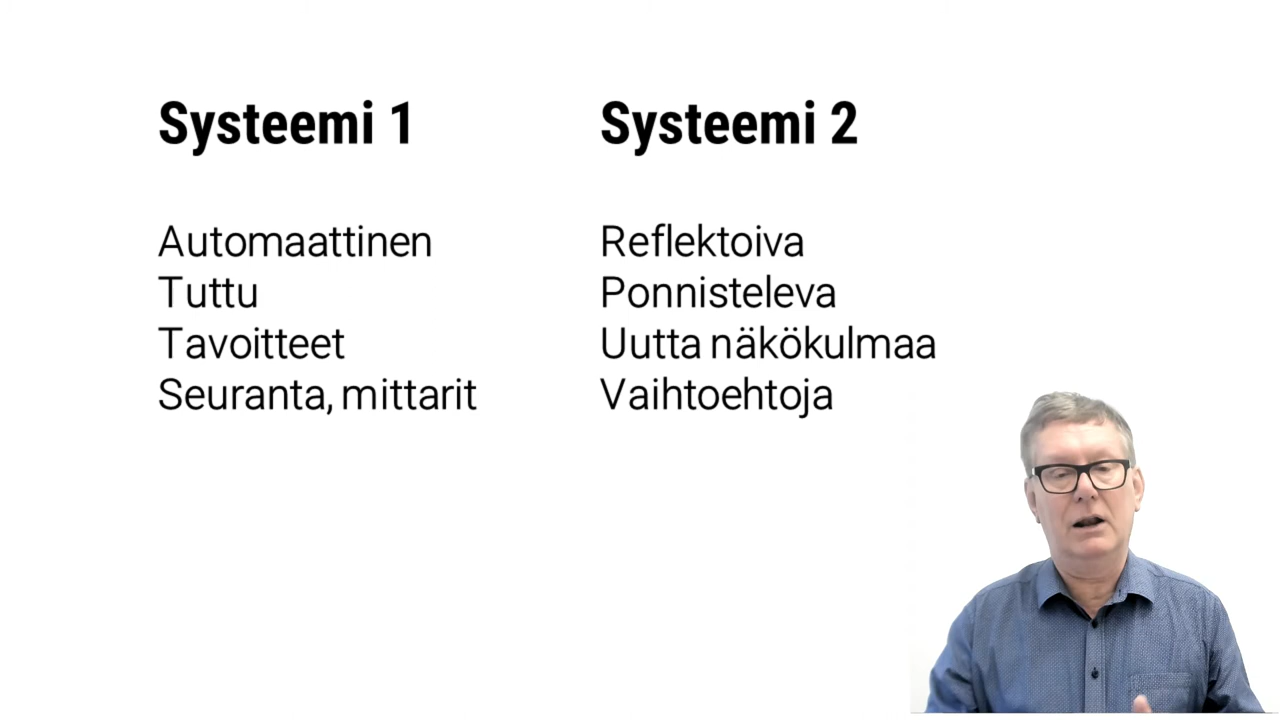 Systeemi 1
Automaattinen
Tuttu
Tavoitteet
Seuranta, mittarit
Systeemi 2
Reflektoiva
Ponnisteleva
Uutta näkökulmaa
Vaihtoehtoja